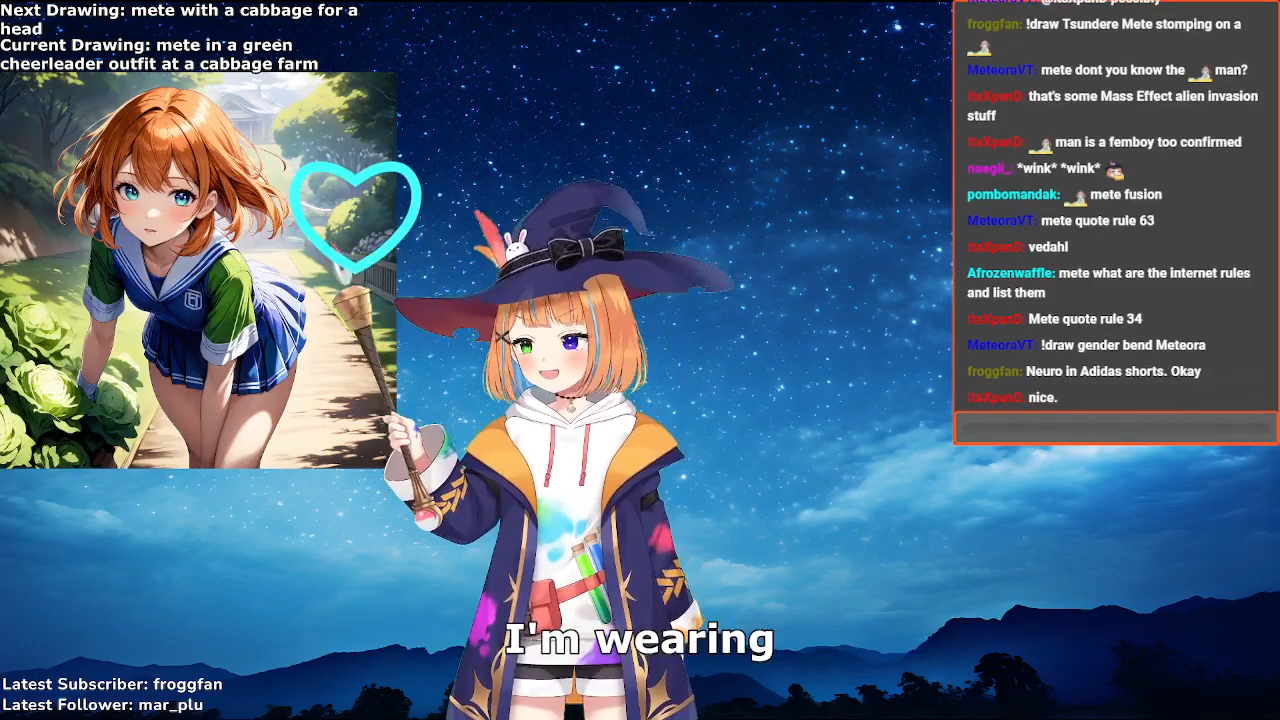 Next Drawing: mete with a cabbage for a
head
Current Drawing: mete in a green
cheerleader outfit at a cabbage farm
froggfan: !draw Tsundere Mete stomping on a
MeteoraVT: mete dont you know the man?
ItsXpanD: that's some Mass Effect alien invasion
stuff
ItsXpanD: man is a femboy too confirmed
naegli_: *wink* *wink*
pombomandak: mete fusion
MeteoraVT: mete quote rule 63
ItsXpanD: vedahl
Afrozenwaffle: mete what are the internet rules
and list them
ItsXpanD: Mete quote rule 34
MeteoraVT: !draw gender bend Meteora
froggfan: Neuro in Adidas shorts. Okay
ItsXpanD: nice.
I'm wearing
Latest Subscriber: froggfan
Latest Follower: mar_plu